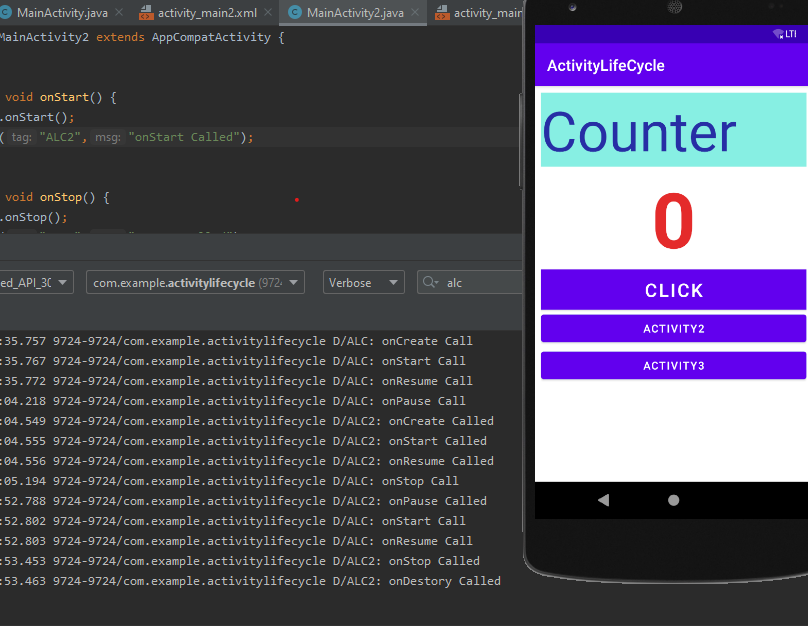 MainActivity.java × activity_main2.xml × MainActivity2.java × activity_main
MainActivity2 extends AppCompatActivity {
void onStart() {
.onStart();
( tag: "ALC2", msg: "onStart Called");
void onStop() {
.onStop();
ed_API_30
com.example.activitylifecycle (972
Verbose
alc
:35.757 9724-9724/com.example.activitylifecycle D/ALC: onCreate Call
:35.767 9724-9724/com.example.activitylifecycle D/ALC: onStart Call
:35.772 9724-9724/com.example.activitylifecycle D/ALC: onResume Call
:04.218 9724-9724/com.example.activitylifecycle D/ALC: onPause Call
:04.549 9724-9724/com.example.activitylifecycle D/ALC2: onCreate Called
:04.555 9724-9724/com.example.activitylifecycle D/ALC2: onStart Called
:04.556 9724-9724/com.example.activitylifecycle D/ALC2: onResume Called
:05.194 9724-9724/com.example.activitylifecycle D/ALC: onStop Call
:52.788 9724-9724/com.example.activitylifecycle D/ALC2: onPause Called
:52.802 9724-9724/com.example.activitylifecycle D/ALC: onStart Call
:52.803 9724-9724/com.example.activitylifecycle D/ALC: onResume Call
:53.453 9724-9724/com.example.activitylifecycle D/ALC2: onStop Called
:53.463 9724-9724/com.example.activitylifecycle D/ALC2: onDestory Called
LTI
ActivityLifeCycle
Counter
0
CLICK
ACTIVITY2
ACTIVITY3